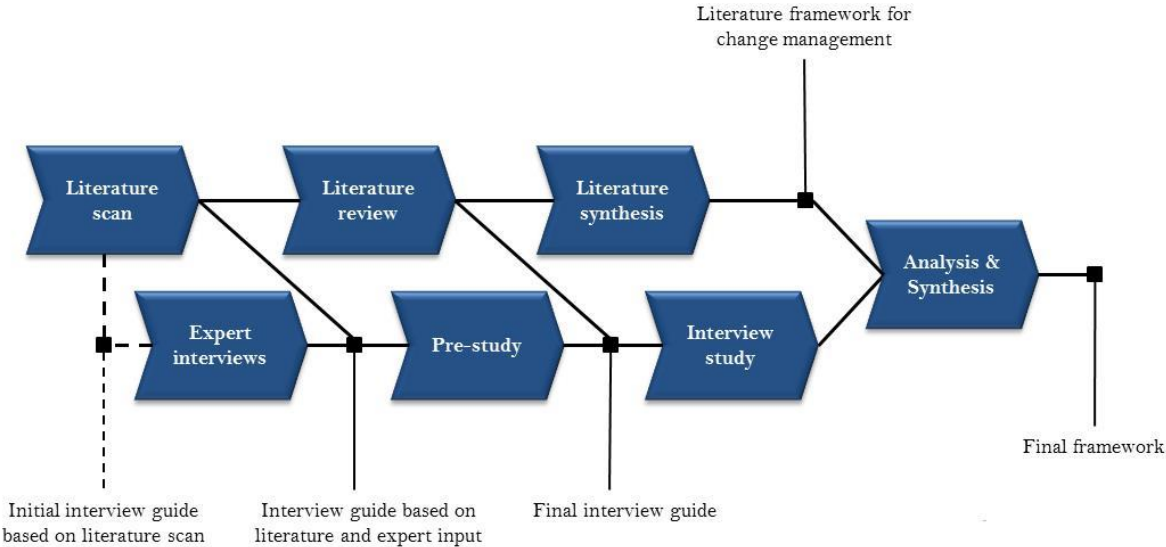 Literature framework for
change management
Literature
scan
Literature
review
Literature
synthesis
Analysis &
Synthesis
Expert
interviews
Pre-study
Interview
study
Final framework
Initial interview guide
based on literature scan
Interview guide based on
literature and expert input
Final interview guide